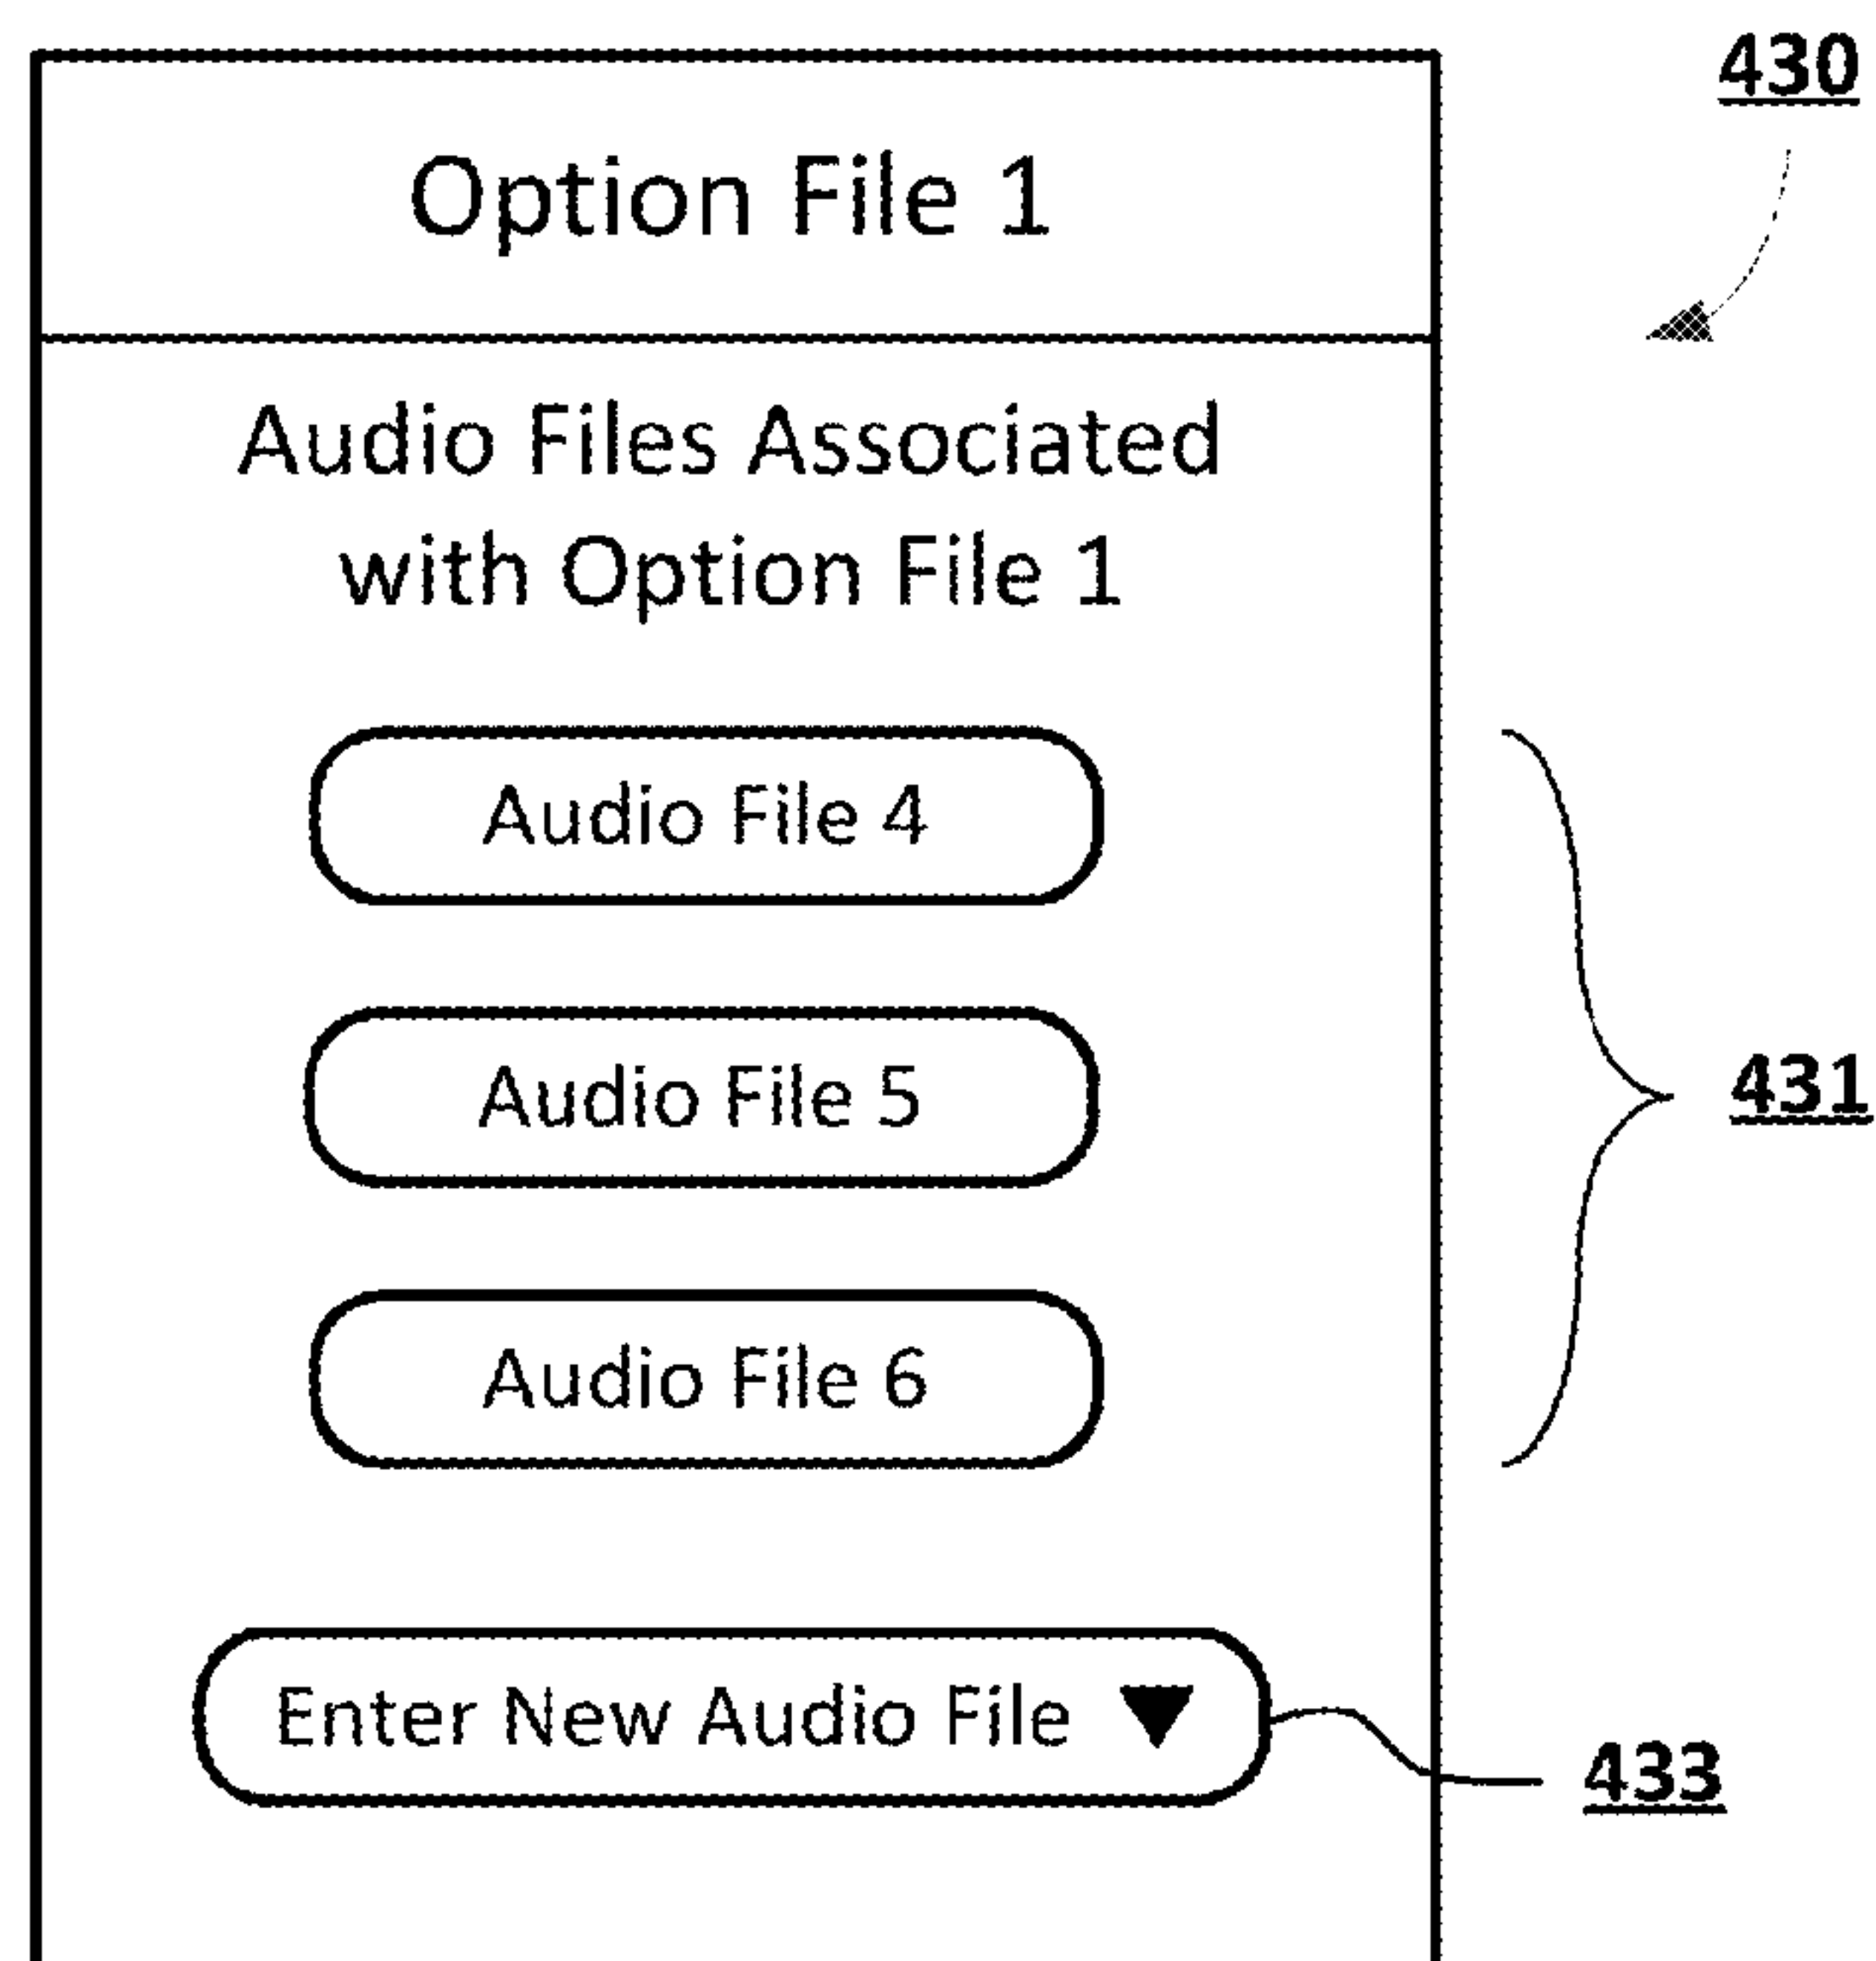 430
Option File 1
Audio Files Associated
with Option File 1
Audio File 4
Audio File 5
431
Audio File 6
Enter New Audio File
433